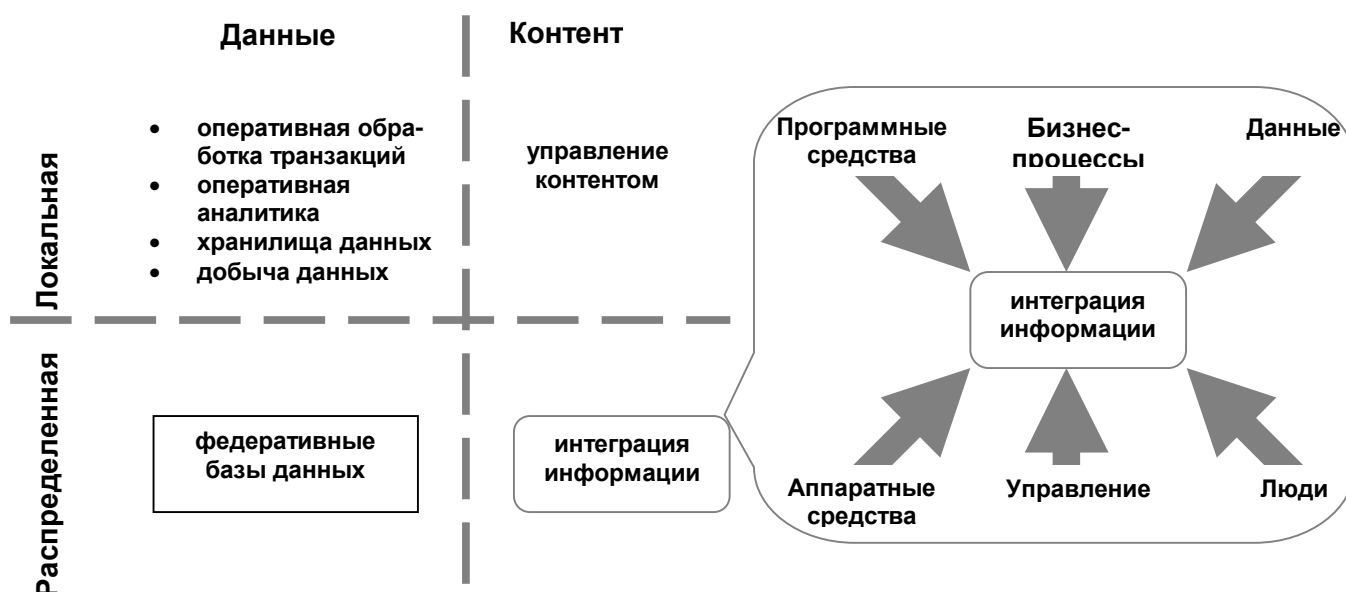 Данные
Контент
Локальная
• оперативная обра-
ботка транзакций
• оперативная
аналитика
• хранилища данных
• добыча данных
управление
контентом
Программные
средства
Бизнес-
процессы
Данные
интеграция
информации
Аппаратные
средства
Управление
Люди
Распределенная
федеративные
базы данных
интеграция
информации